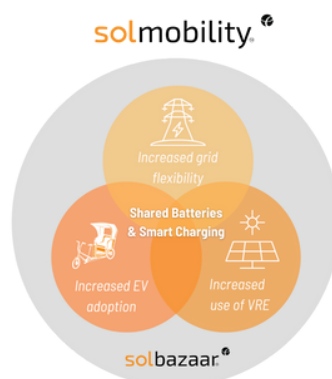 solmobility
Increased grid
flexibility
Shared Batteries
& Smart Charging
Increased EV
adoption
Increased
use of VRE
solbazaar